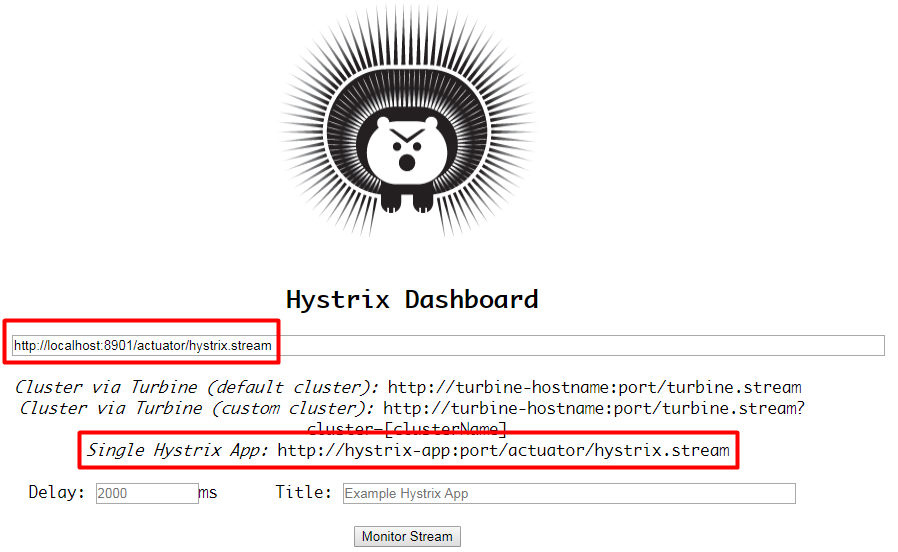 Hystrix Dashboard
http://localhost:8901/actuator/hystrix.stream
Cluster via Turbine (default cluster): http://turbine-hostname:port/turbine.stream
Cluster via Turbine (custom cluster): http://turbine-hostname:port/turbine.stream?
cluster=[clusterName]
Single Hystrix App: http://hystrix-app:port/actuator/hystrix.stream
Delay: 2000 ms Title: Example Hystrix App
Monitor Stream